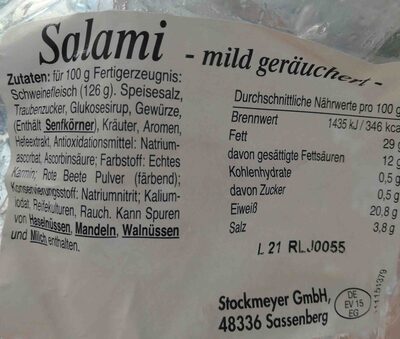 Salami - mild geräuchert -
Zutaten: für 100 g Fertigerzeugnis:
Schweinefleisch (126 g). Speisesalz,
Traubenzucker, Glukosesirup, Gewürze,
(Enthält Senfkörner), Kräuter, Aromen,
Hefeextrakt, Antioxidationsmittel: Natrium-
ascorbat, Ascorbinsäure; Farbstoff: Echtes
Karmin; Rote Beete Pulver (färbend);
Konservierungsstoff: Natriumnitrit; Kalium-
iodat, Reifekulturen, Rauch. Kann Spuren
von Haselnüssen, Mandeln, Walnüssen
und Milch enthalten.
Durchschnittliche Nährwerte pro 100 g
Brennwert 1435 kJ / 346 kca
Fett 29 g
davon gesättigte Fettsäuren 12 g
Kohlenhydrate 0,5 g
davon Zucker 0,5 g
Eiweiß 20,8 g
Salz 3,8 g
L 21 RLJ0055
Stockmeyer GmbH,
48336 Sassenberg
DE
EV 15
EG